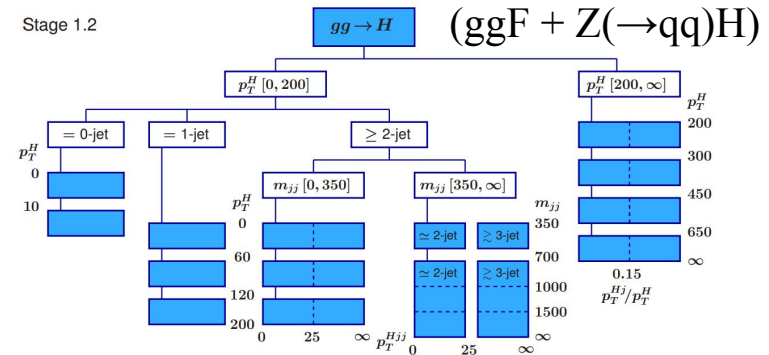 Stage 1.2
gg → H
(ggF + Z(→qq)H)
p_T^H [0, 200]
p_T^H [200, ∞]
= 0-jet
= 1-jet
≥ 2-jet
p_T^H
0
10
m_jj [0, 350]
m_jj [350, ∞]
p_T^H
0
60
120
200
0
25
∞
≃ 2-jet
≳ 3-jet
≃ 2-jet
≳ 3-jet
m_jj
350
700
1000
1500
∞
p_T^Hjj
0
25
∞
p_T^H
200
300
450
650
∞
0.15
p_T^Hj/p_T^H